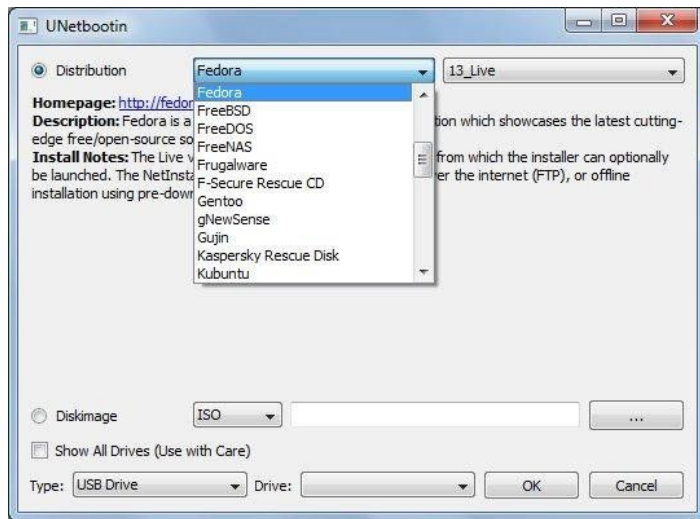 UNetbootin
Distribution
Fedora
13_Live
Homepage: http://fedor
Description: Fedora is a
tion which showcases the latest cutting-
edge free/open-source so
Install Notes: The Live v
from which the installer can optionally
be launched. The NetInsta
er the internet (FTP), or offline
installation using pre-dow
Fedora
FreeBSD
FreeDOS
FreeNAS
Frugalware
F-Secure Rescue CD
Gentoo
gNewSense
Gujin
Kaspersky Rescue Disk
Kubuntu
Diskimage
ISO
...
Show All Drives (Use with Care)
Type:
USB Drive
Drive:
OK
Cancel